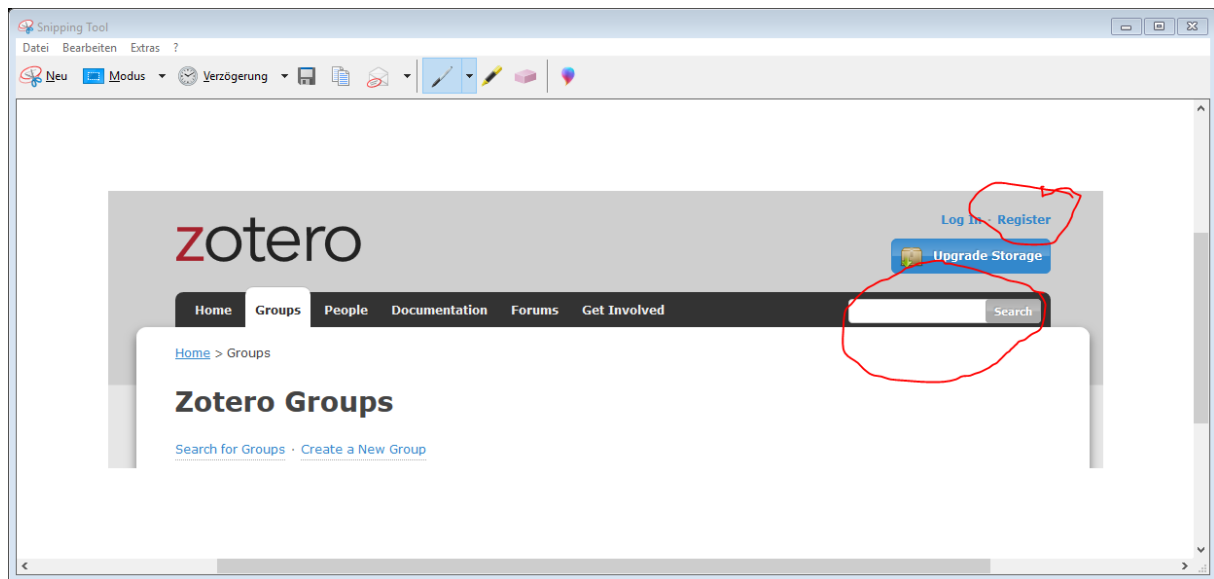 Snipping Tool
Datei Bearbeiten Extras ?
Neu Modus Verzögerung
zotero
Log In · Register
Upgrade Storage
Home Groups People Documentation Forums Get Involved Search
Home > Groups
Zotero Groups
Search for Groups · Create a New Group